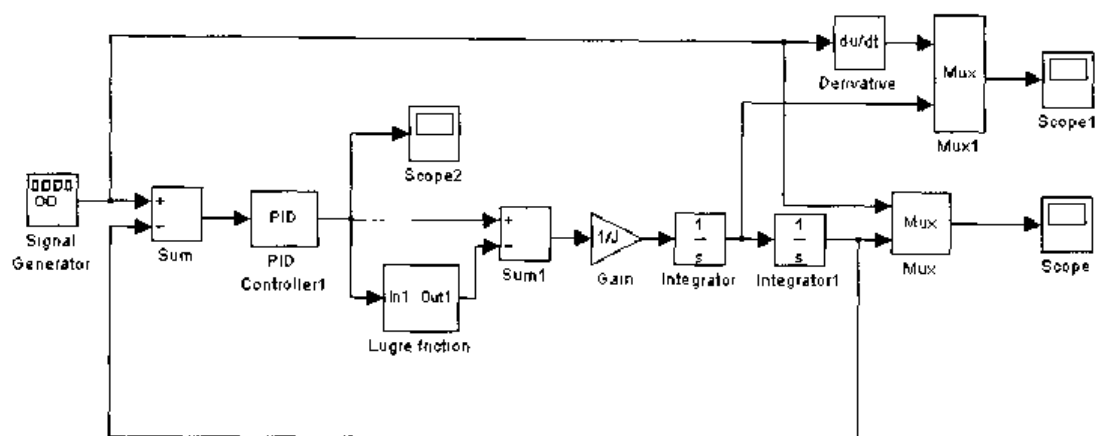 du/dt
Derivative
Mux
Mux1
Scope1
Scope2
Signal
Generator
+
−
Sum
PID
PID
Controller1
+
−
Sum1
In1 Out1
Lugre friction
1/J
Gain
1
s
Integrator
1
s
Integrator1
Mux
Mux
Scope